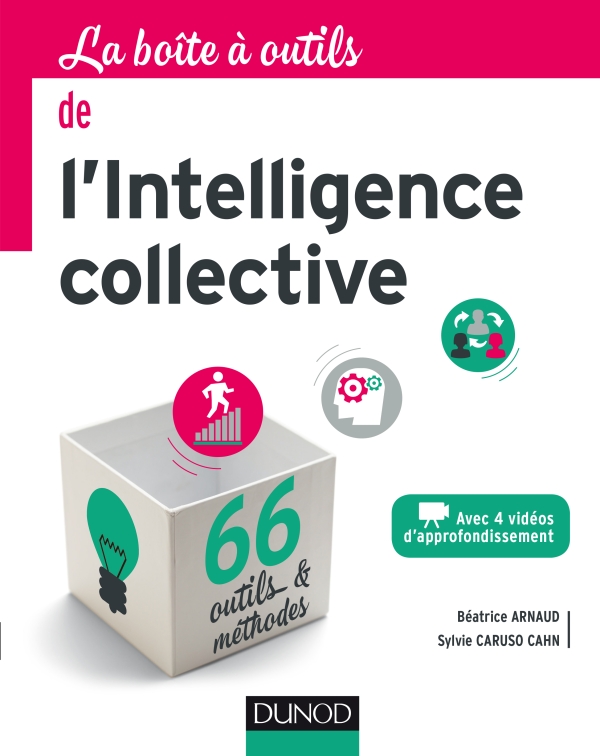 La boîte à outils
de
l'Intelligence
collective
66
outils &
méthodes
Avec 4 vidéos
d'approfondissement
Béatrice ARNAUD
Sylvie CARUSO CAHN
DUNOD